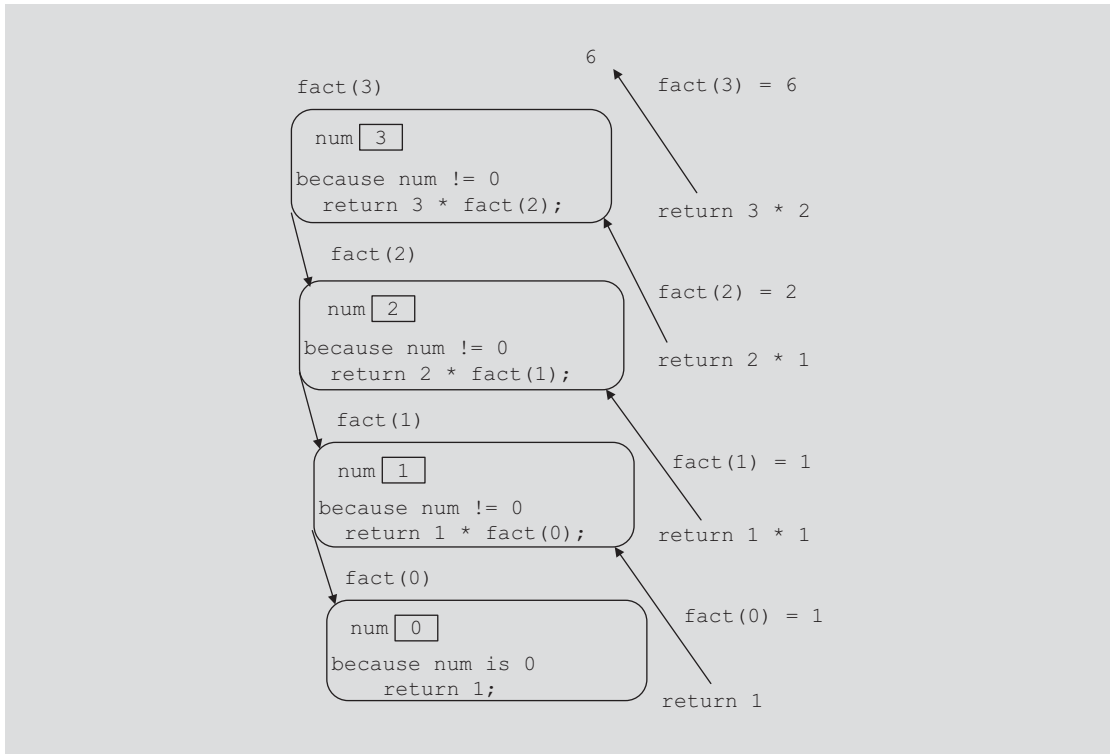 6
fact(3)
fact(3) = 6
num 3
because num != 0
return 3 * fact(2);
return 3 * 2
fact(2)
fact(2) = 2
num 2
because num != 0
return 2 * fact(1);
return 2 * 1
fact(1)
fact(1) = 1
num 1
because num != 0
return 1 * fact(0);
return 1 * 1
fact(0)
fact(0) = 1
num 0
because num is 0
return 1;
return 1